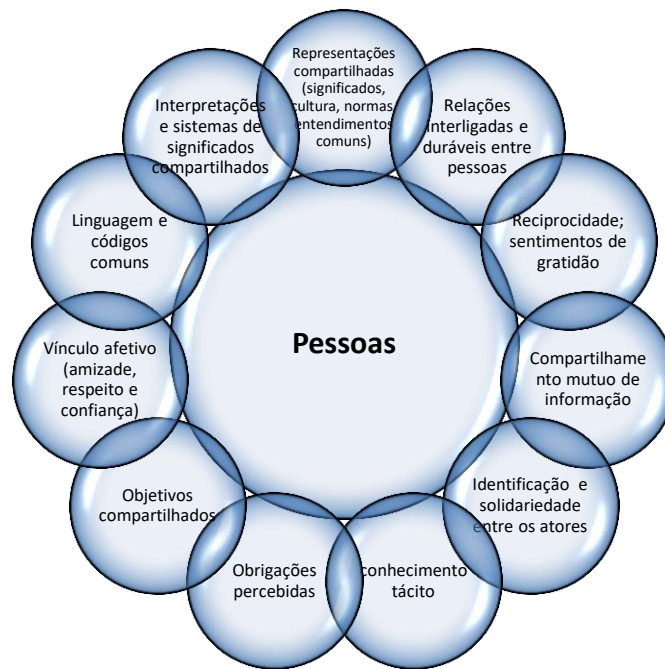 Representações
compartilhadas
(significados,
cultura, normas
entendimentos
comuns)
Relações
interligadas e
duráveis entre
pessoas
Reciprocidade;
sentimentos de
gratidão
Compartilhame
nto mutuo de
informação
Identificação e
solidariedade
entre os atores
conhecimento
tácito
Obrigações
percebidas
Objetivos
compartilhados
Vínculo afetivo
(amizade,
respeito e
confiança)
Linguagem e
códigos
comuns
Interpretações
e sistemas de
significados
compartilhados
Pessoas